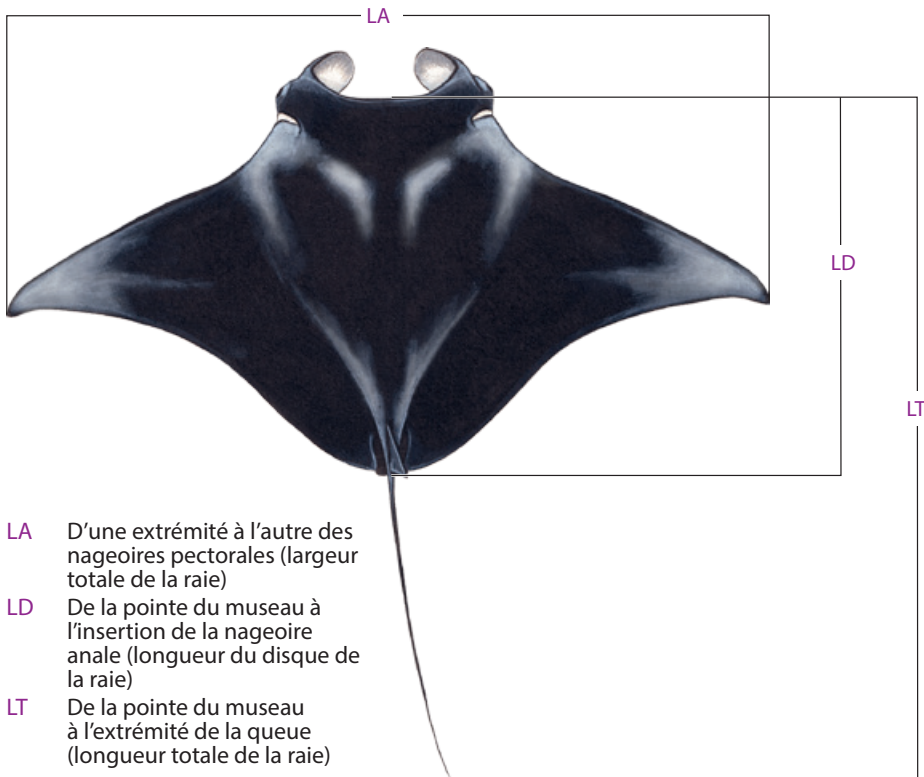 LA
LD
LT
LA D’une extrémité à l’autre des
nageoires pectorales (largeur
totale de la raie)
LD De la pointe du museau à
l’insertion de la nageoire
anale (longueur du disque de
la raie)
LT De la pointe du museau
à l’extrémité de la queue
(longueur totale de la raie)